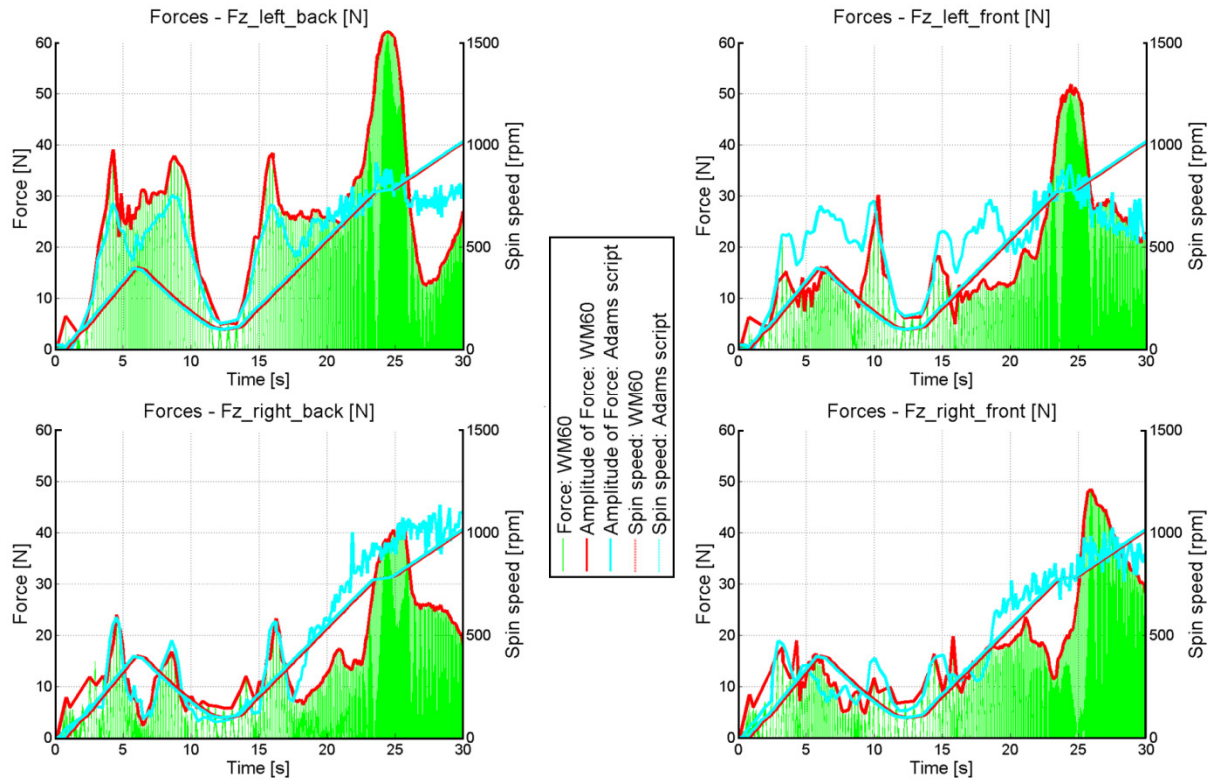 Forces - Fz_left_back [N]
60
50
40
30
20
10
0
Force [N]
1500
1000
500
0
Spin speed [rpm]
0 5 10 15 20 25 30
Time [s]
Forces - Fz_left_front [N]
60
50
40
30
20
10
0
Force [N]
1500
1000
500
0
Spin speed [rpm]
0 5 10 15 20 25 30
Time [s]
Force: WM60
Amplitude of Force: WM60
Amplitude of Force: Adams script
Spin speed: WM60
Spin speed: Adams script
Forces - Fz_right_back [N]
60
50
40
30
20
10
0
Force [N]
1500
1000
500
0
Spin speed [rpm]
0 5 10 15 20 25 30
Time [s]
Forces - Fz_right_front [N]
60
50
40
30
20
10
0
Force [N]
1500
1000
500
0
Spin speed [rpm]
0 5 10 15 20 25 30
Time [s]